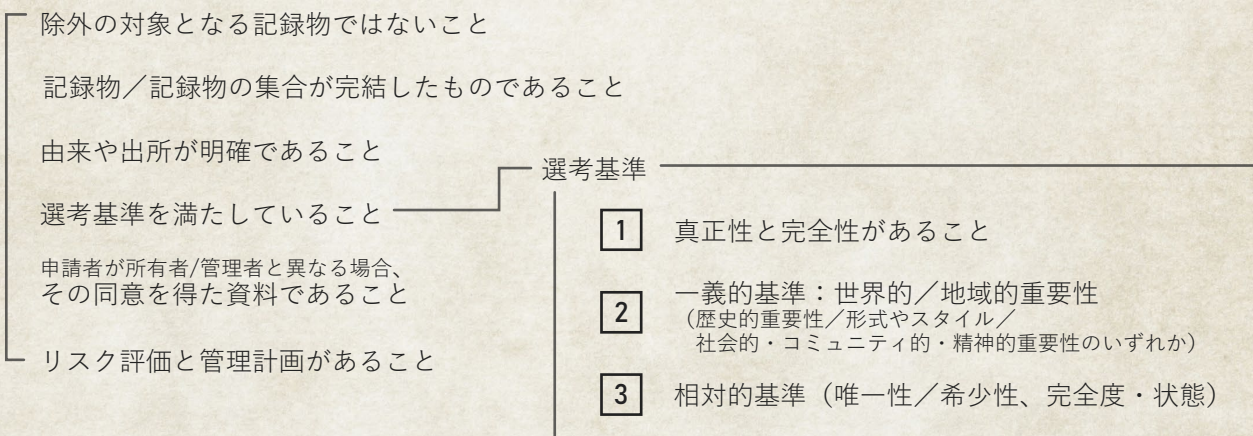 除外の対象となる記録物ではないこと
記録物／記録物の集合が完結したものであること
由来や出所が明確であること
選考基準を満たしていること
申請者が所有者/管理者と異なる場合、
その同意を得た資料であること
リスク評価と管理計画があること
選考基準
1 真正性と完全性があること
2 一義的基準：世界的／地域的重要性
（歴史的重要性／形式やスタイル／
社会的・コミュニティ的・精神的重要性のいずれか）
3 相対的基準（唯一性／希少性、完全度・状態）